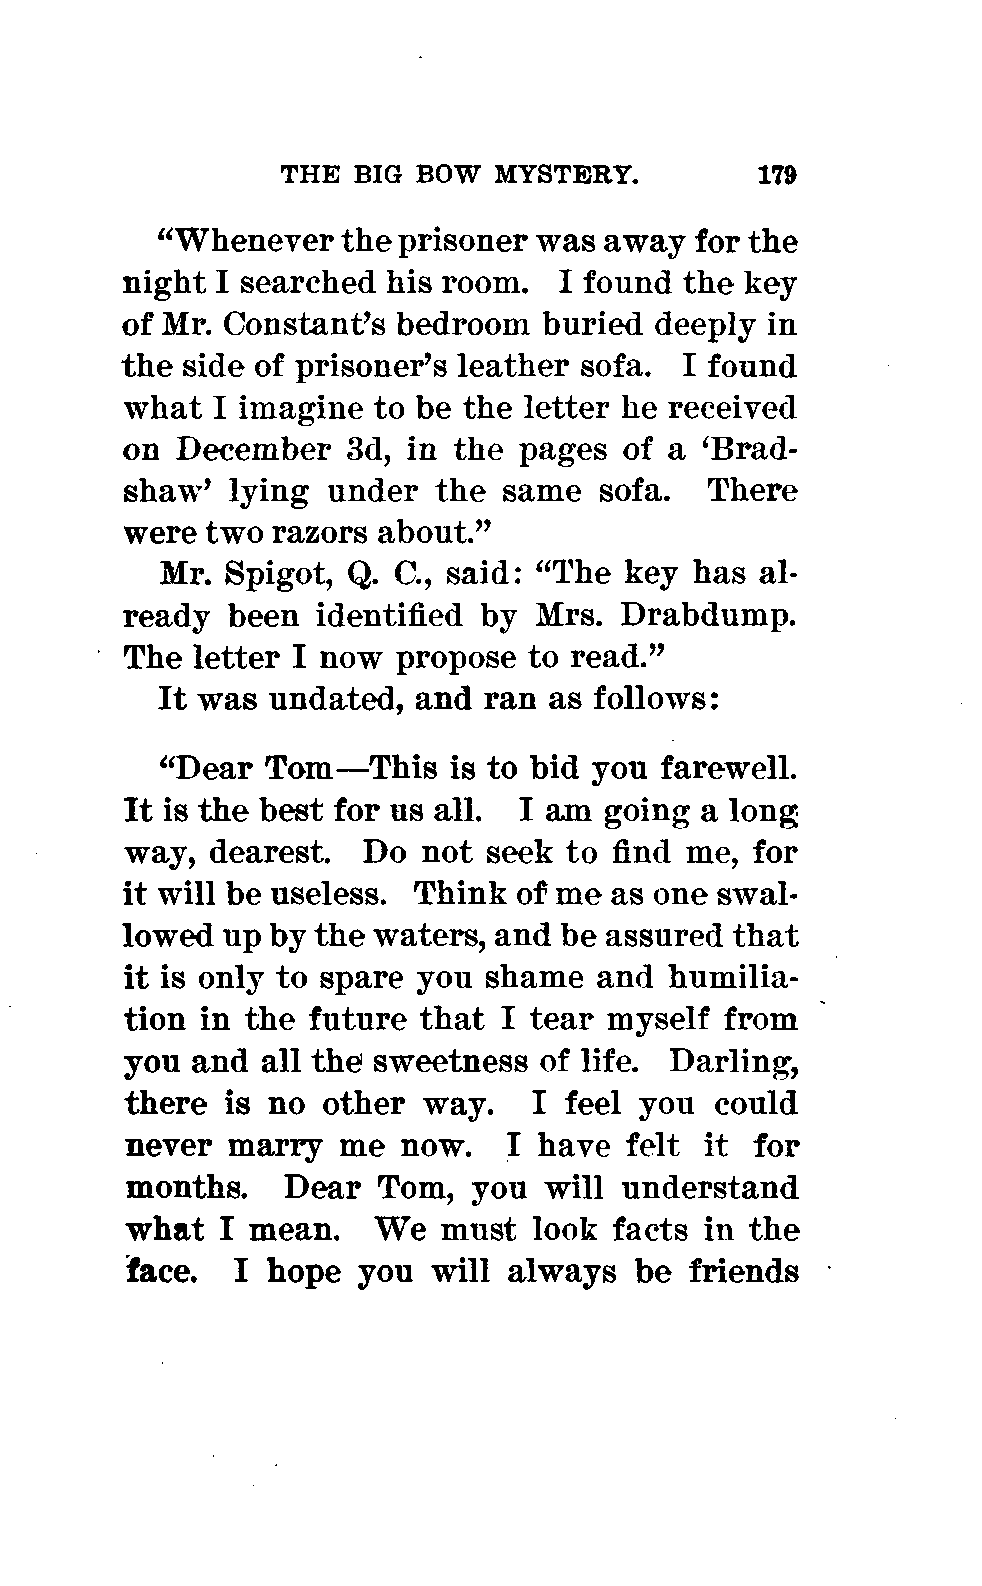 THE BIG BOW MYSTERY. 179
“Whenever the prisoner was away for the
night I searched his room. I found the key
of Mr. Constant’s bedroom buried deeply in
the side of prisoner’s leather sofa. I found
what I imagine to be the letter he received
on December 3d, in the pages of a ‘Brad-
shaw’ lying under the same sofa. There
were two razors about.”
Mr. Spigot, Q. C., said: “The key has al-
ready been identified by Mrs. Drabdump.
The letter I now propose to read.”
It was undated, and ran as follows:
“Dear Tom—This is to bid you farewell.
It is the best for us all. I am going a long
way, dearest. Do not seek to find me, for
it will be useless. Think of me as one swal-
lowed up by the waters, and be assured that
it is only to spare you shame and humilia-
tion in the future that I tear myself from
you and all the sweetness of life. Darling,
there is no other way. I feel you could
never marry me now. I have felt it for
months. Dear Tom, you will understand
what I mean. We must look facts in the
face. I hope you will always be friends